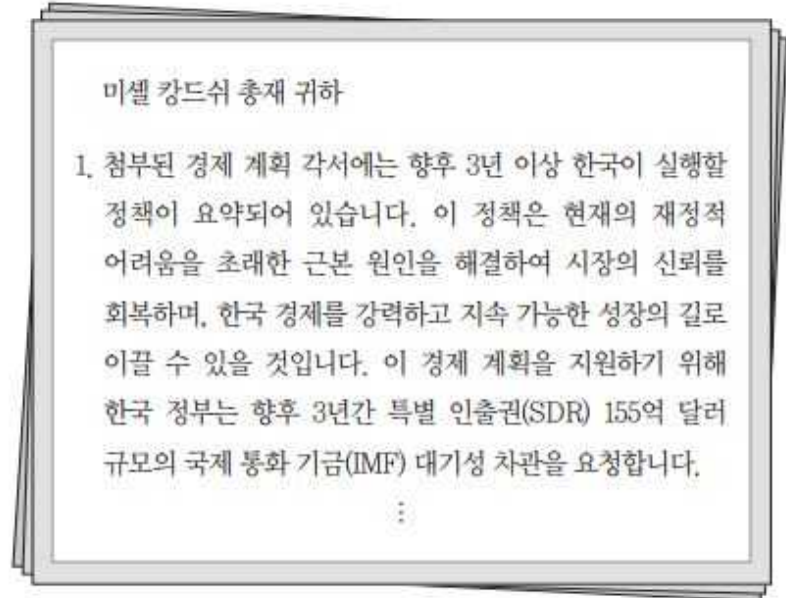 미셸 캉드쉬 총재 귀하
1. 첨부된 경제 계획 각서에는 향후 3년 이상 한국이 실행할
정책이 요약되어 있습니다. 이 정책은 현재의 재정적
어려움을 초래한 근본 원인을 해결하여 시장의 신뢰를
회복하며, 한국 경제를 강력하고 지속 가능한 성장의 길로
이끌 수 있을 것입니다. 이 경제 계획을 지원하기 위해
한국 정부는 향후 3년간 특별 인출권(SDR) 155억 달러
규모의 국제 통화 기금(IMF) 대기성 차관을 요청합니다.
⋮